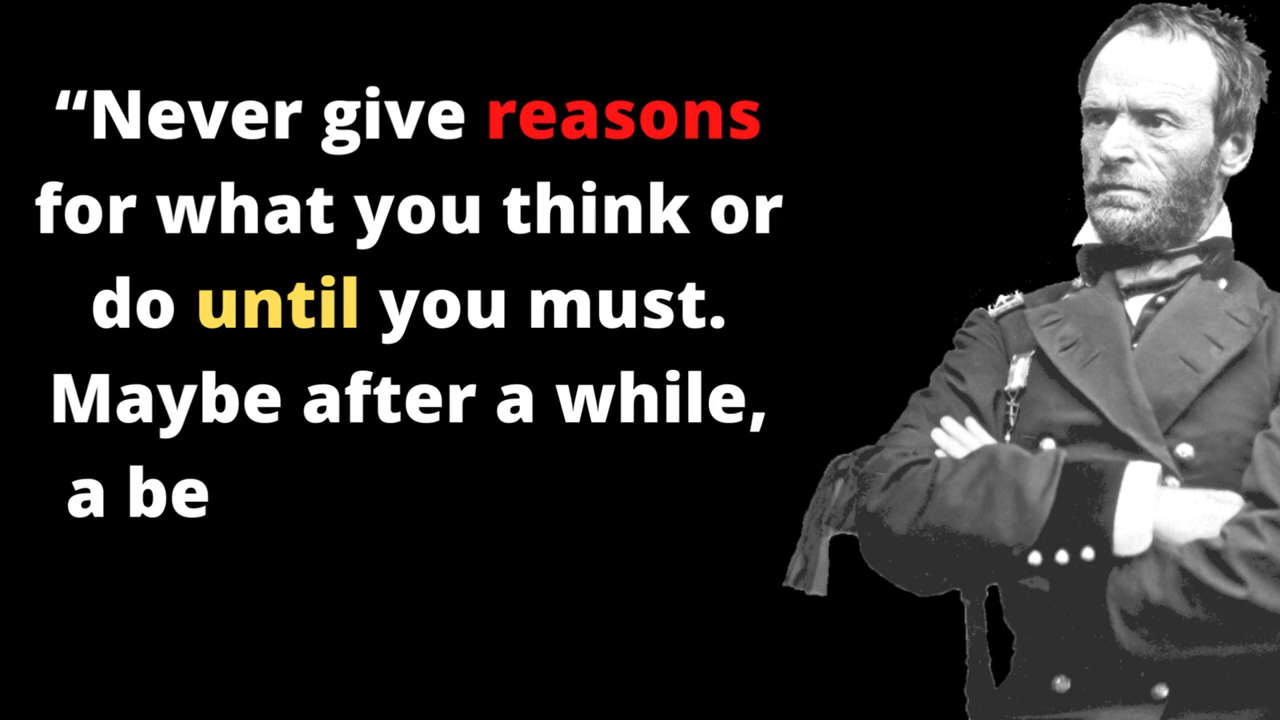 “Never give reasons
for what you think or
do until you must.
Maybe after a while,
a be